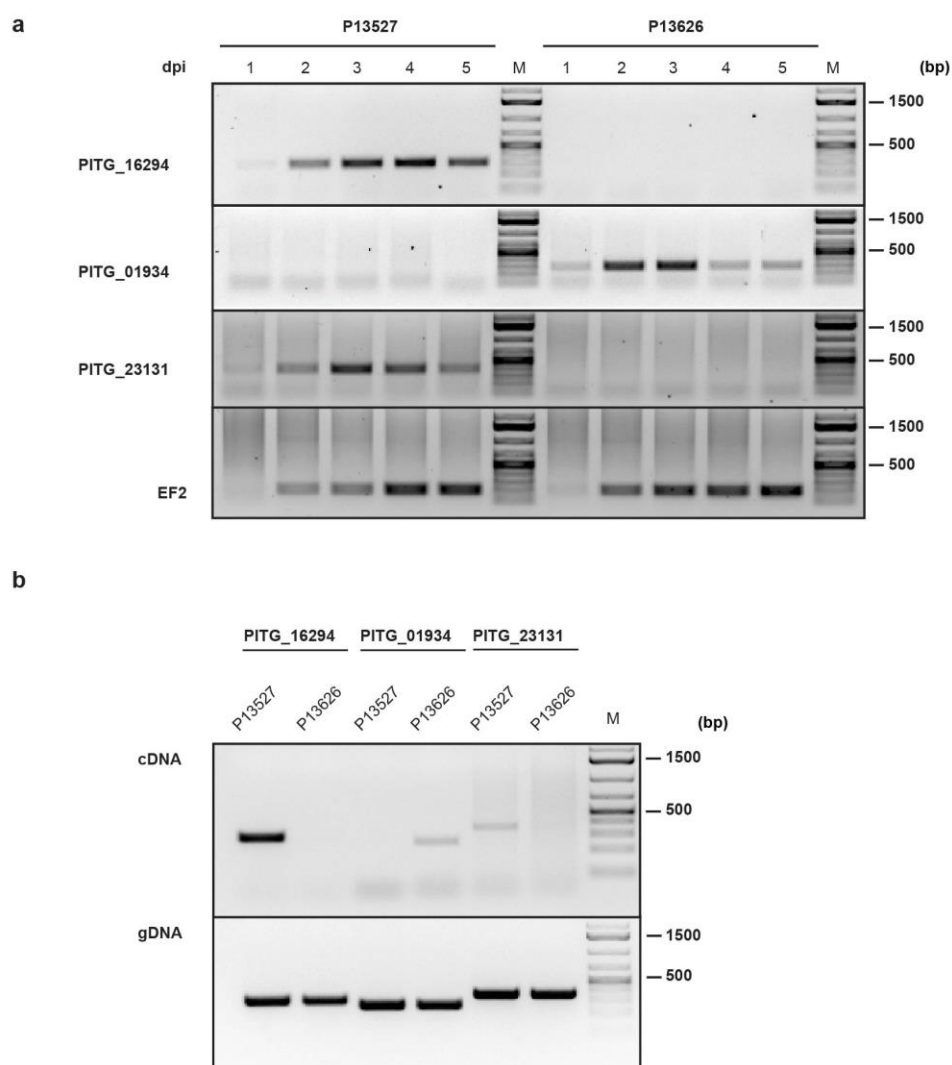 a
P13527 P13626
dpi 1 2 3 4 5 M 1 2 3 4 5 M (bp)
1500
PITG_16294 500
1500
PITG_01934 500
1500
PITG_23131 500
1500
EF2 500
b
PITG_16294 PITG_01934 PITG_23131
P13527 P13626 P13527 P13626 P13527 P13626 M (bp)
cDNA 1500
500
gDNA 1500
500